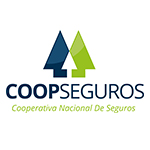 COOPSEGUROS
Cooperativa Nacional De Seguros